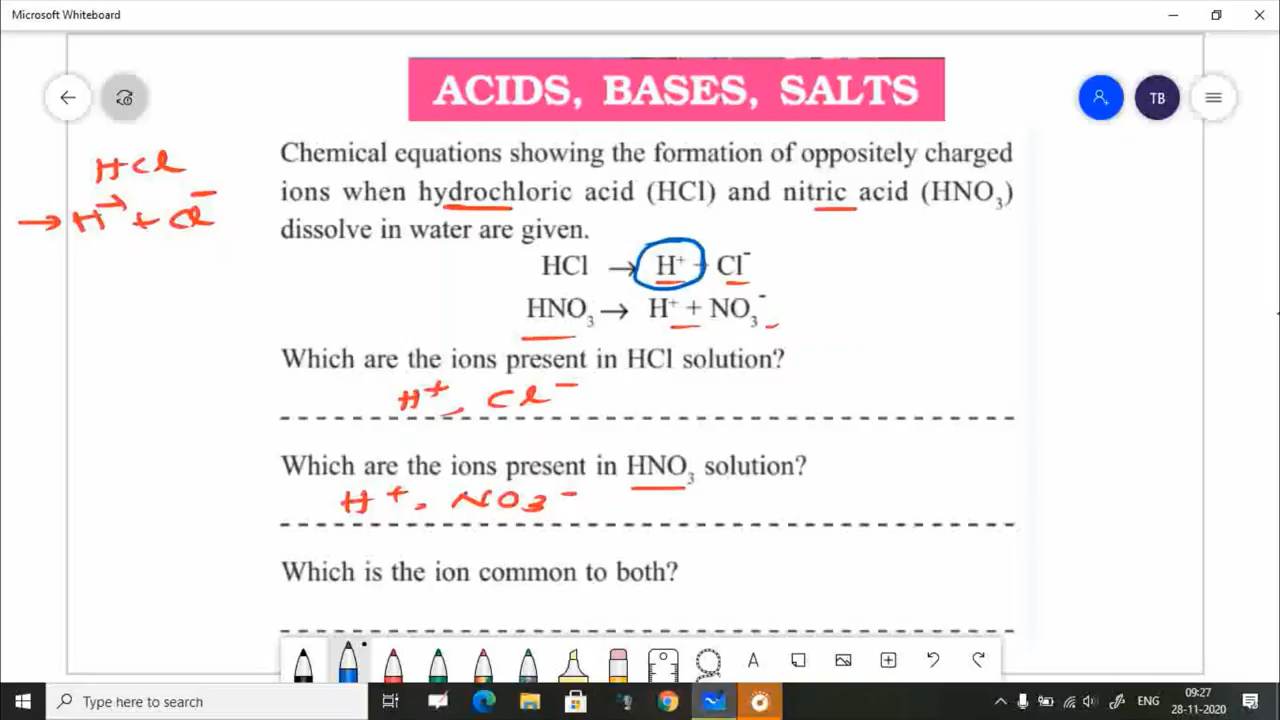 Microsoft Whiteboard
ACIDS, BASES, SALTS
TB
HCl
→ H⁺ + Cl⁻
Chemical equations showing the formation of oppositely charged
ions when hydrochloric acid (HCl) and nitric acid (HNO₃)
dissolve in water are given.
HCl → H⁺ + Cl⁻
HNO₃ → H⁺ + NO₃⁻
Which are the ions present in HCl solution?
H⁺, Cl⁻
Which are the ions present in HNO₃ solution?
H⁺, NO₃⁻
Which is the ion common to both?
Type here to search
ENG
09:27
28-11-2020